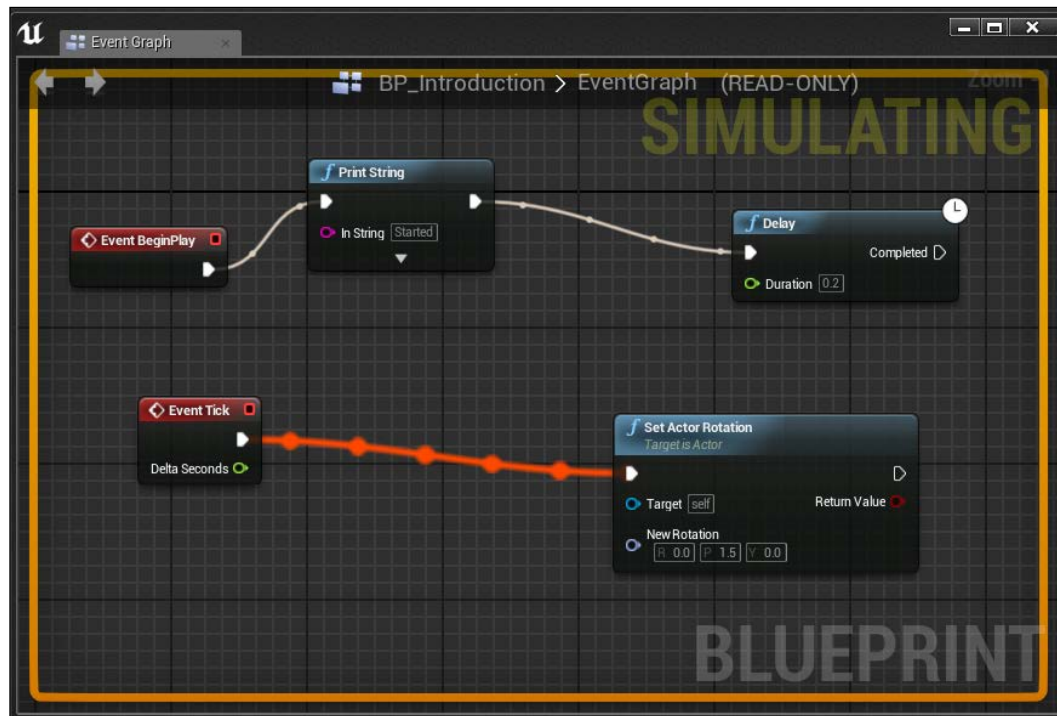 Event Graph
BP_Introduction > EventGraph (READ-ONLY)
Zoom
SIMULATING
Print String
In String Started
Event BeginPlay
Delay
Completed
Duration 0.2
Event Tick
Delta Seconds
Set Actor Rotation
Target is Actor
Target self
Return Value
New Rotation
R 0.0 P 1.5 Y 0.0
BLUEPRINT